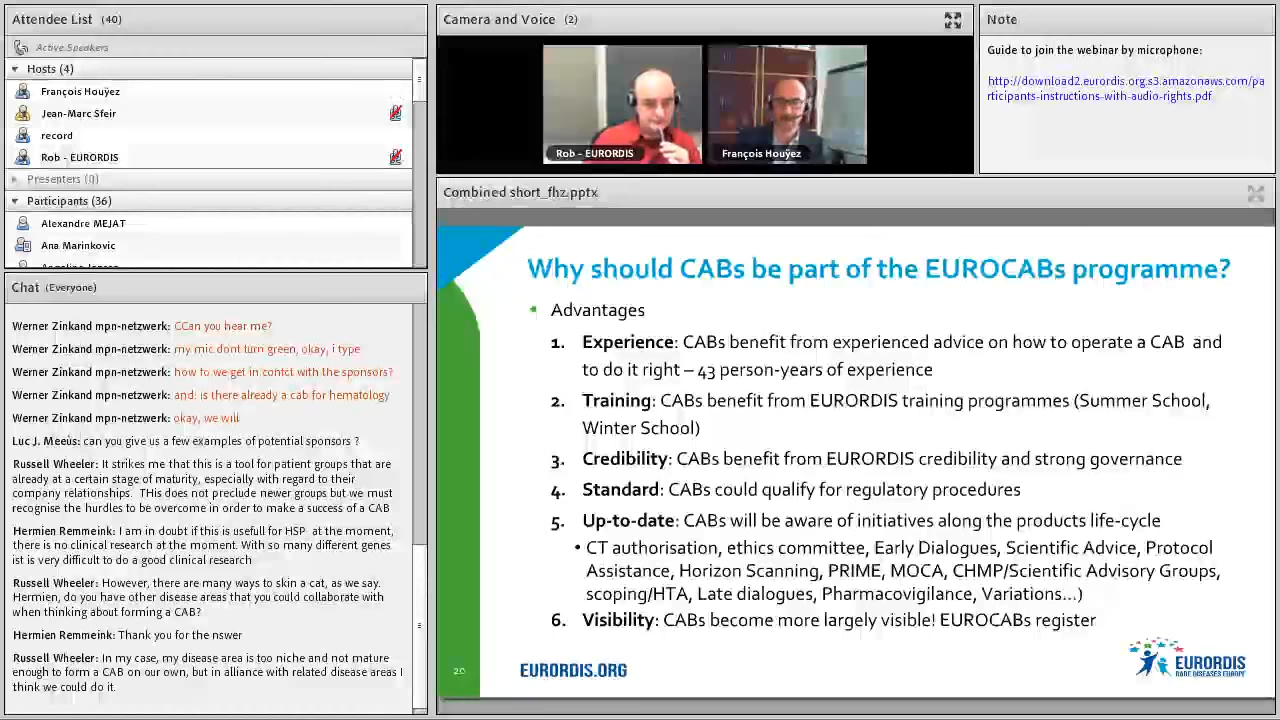 Attendee List (40)
Active Speakers
Hosts (4)
François Houÿez
Jean-Marc Sfeir
record
Rob - EURORDIS
Presenters (0)
Participants (36)
Alexandre MEJAT
Ana Marinkovic
Chat (Everyone)
Werner Zinkand mpn-netzwerk: CCan you hear me?
Werner Zinkand mpn-netzwerk: my mic dont turn green, okay, i type
Werner Zinkand mpn-netzwerk: how to we get in contct with the sponsors?
Werner Zinkand mpn-netzwerk: and: is there already a cab for hematology
Werner Zinkand mpn-netzwerk: okay, we will
Luc J. Meeus: can you give us a few examples of potential sponsors ?
Russell Wheeler: It strikes me that this is a tool for patient groups that are
already at a certain stage of maturity, especially with regard to their
company relationships. This does not preclude newer groups but we must
recognise the hurdles to be overcome in order to make a success of a CAB
Hermien Remmeink: I am in doubt if this is usefull for HSP at the moment,
there is no clinical research at the moment. With so many different genes
ist is very difficult to do a good clinical research
Russell Wheeler: However, there are many ways to skin a cat, as we say.
Hermien, do you have other disease areas that you could collaborate with
when thinking about forming a CAB?
Hermien Remmeink: Thank you for the nswer
Russell Wheeler: In my case, my disease area is too niche and not mature
enough to form a CAB on our own, but in alliance with related disease areas I
think we could do it.
Camera and Voice (2)
Rob - EURORDIS
François Houÿez
Note
Guide to join the webinar by microphone:
http://download2.eurordis.org.s3.amazonaws.com/pa
rticipants-instructions-with-audio-rights.pdf
Combined short_fhz.pptx
Why should CABs be part of the EUROCABs programme?
Advantages
1. Experience: CABs benefit from experienced advice on how to operate a CAB and
to do it right – 43 person-years of experience
2. Training: CABs benefit from EURORDIS training programmes (Summer School,
Winter School)
3. Credibility: CABs benefit from EURORDIS credibility and strong governance
4. Standard: CABs could qualify for regulatory procedures
5. Up-to-date: CABs will be aware of initiatives along the products life-cycle
• CT authorisation, ethics committee, Early Dialogues, Scientific Advice, Protocol
Assistance, Horizon Scanning, PRIME, MOCA, CHMP/Scientific Advisory Groups,
scoping/HTA, Late dialogues, Pharmacovigilance, Variations...)
6. Visibility: CABs become more largely visible! EUROCABs register
20
EURORDIS.ORG
EURORDIS
RARE DISEASES EUROPE